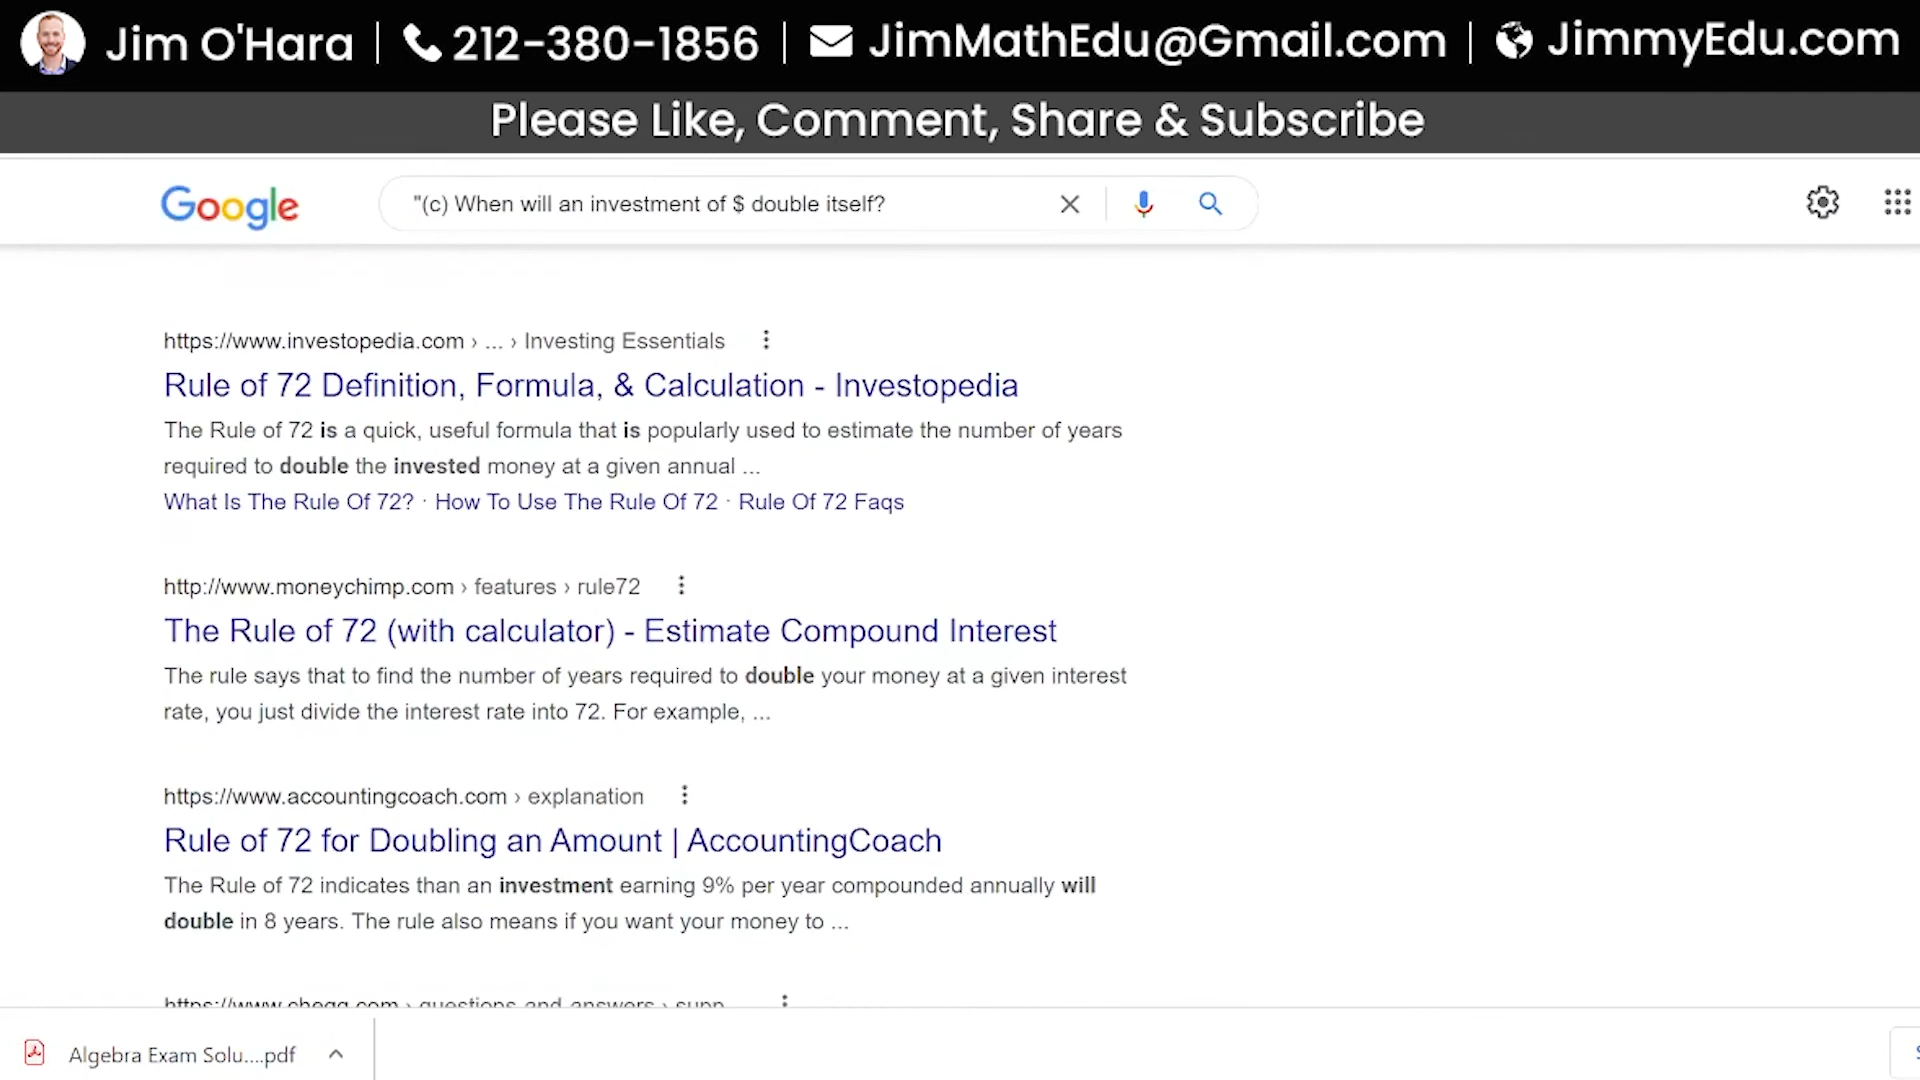 Jim O'Hara | 212-380-1856 | JimMathEdu@Gmail.com | JimmyEdu.com
Please Like, Comment, Share & Subscribe
Google "(c) When will an investment of $ double itself?
https://www.investopedia.com › ... › Investing Essentials
Rule of 72 Definition, Formula, & Calculation - Investopedia
The Rule of 72 is a quick, useful formula that is popularly used to estimate the number of years
required to double the invested money at a given annual ...
What Is The Rule Of 72? · How To Use The Rule Of 72 · Rule Of 72 Faqs
http://www.moneychimp.com › features › rule72
The Rule of 72 (with calculator) - Estimate Compound Interest
The rule says that to find the number of years required to double your money at a given interest
rate, you just divide the interest rate into 72. For example, ...
https://www.accountingcoach.com › explanation
Rule of 72 for Doubling an Amount | AccountingCoach
The Rule of 72 indicates than an investment earning 9% per year compounded annually will
double in 8 years. The rule also means if you want your money to ...
https://www.chegg.com › questions-and-answers › supp...
Algebra Exam Solu....pdf